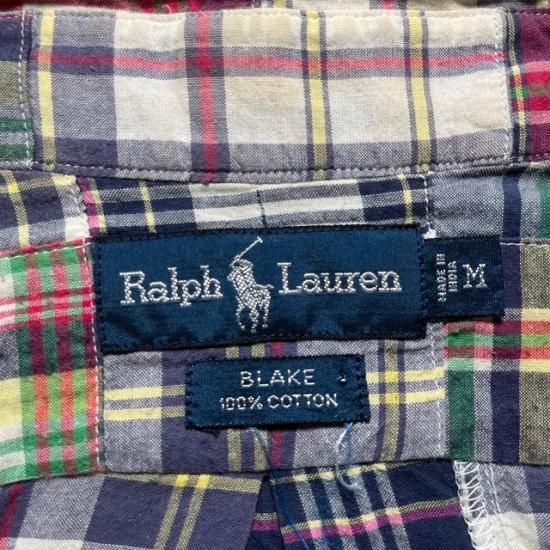 Ralph Lauren
MADE IN
INDIA
M
BLAKE
100% COTTON